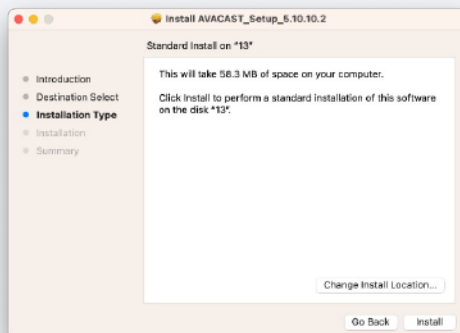 Install AVACAST_Setup_5.10.10.2
Standard Install on "13"
Introduction
Destination Select
Installation Type
Installation
Summary
This will take 58.3 MB of space on your computer.
Click Install to perform a standard installation of this software
on the disk "13".
Change Install Location...
Go Back
Install